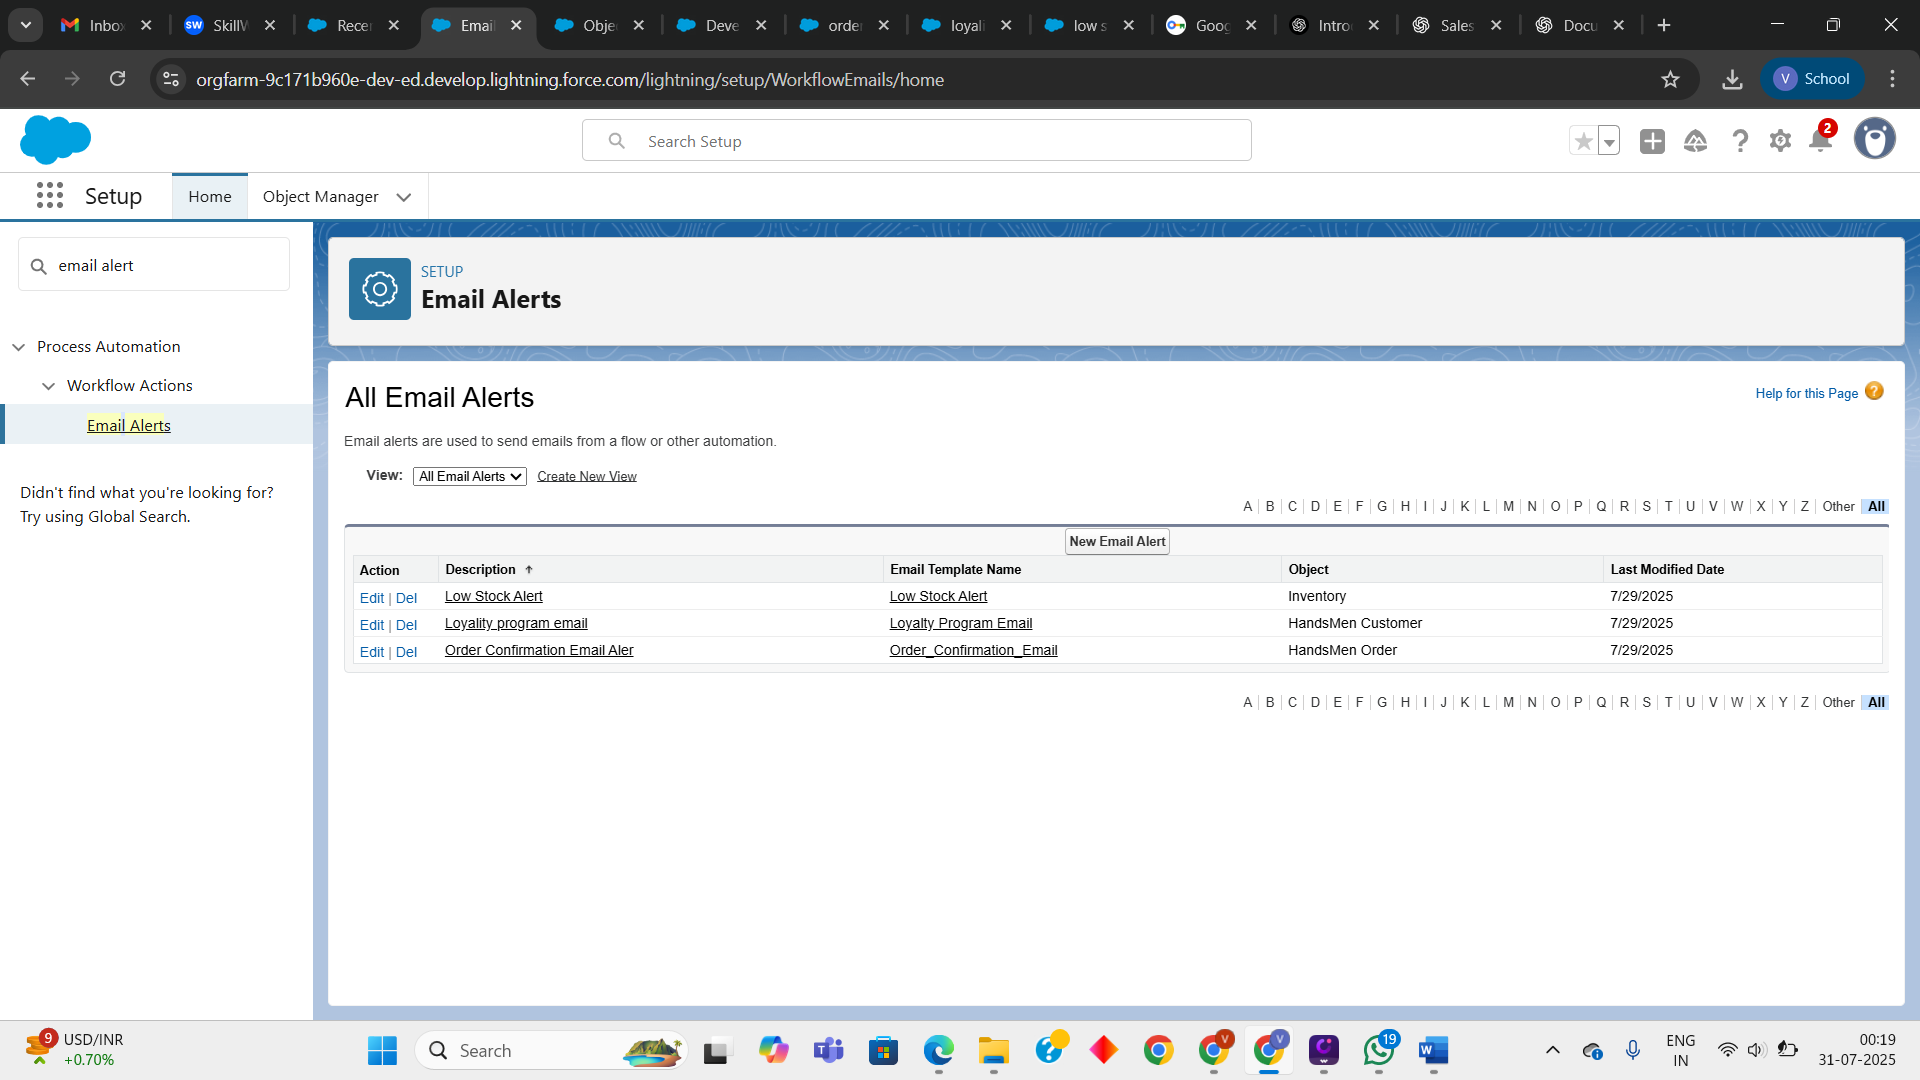 Inbox
SW SkillW
Recen
Email
Obje
Deve
order
loyali
low s
Goog
Intro
Sales
Docu
orgfarm-9c171b960e-dev-ed.develop.lightning.force.com/lightning/setup/WorkflowEmails/home
V School
Search Setup
2
Setup
Home
Object Manager
email alert
SETUP
Email Alerts
Process Automation
Workflow Actions
Email Alerts
Didn't find what you're looking for?
Try using Global Search.
All Email Alerts
Help for this Page ?
Email alerts are used to send emails from a flow or other automation.
View: All Email Alerts Create New View
A B C D E F G H I J K L M N O P Q R S T U V W X Y Z Other All
New Email Alert
Action Description Email Template Name Object Last Modified Date
Edit | Del Low Stock Alert Low Stock Alert Inventory 7/29/2025
Edit | Del Loyality program email Loyalty Program Email HandsMen Customer 7/29/2025
Edit | Del Order Confirmation Email Aler Order_Confirmation_Email HandsMen Order 7/29/2025
A B C D E F G H I J K L M N O P Q R S T U V W X Y Z Other All
9 USD/INR
+0.70%
Search
V
V
19
W
ENG
IN
00:19
31-07-2025